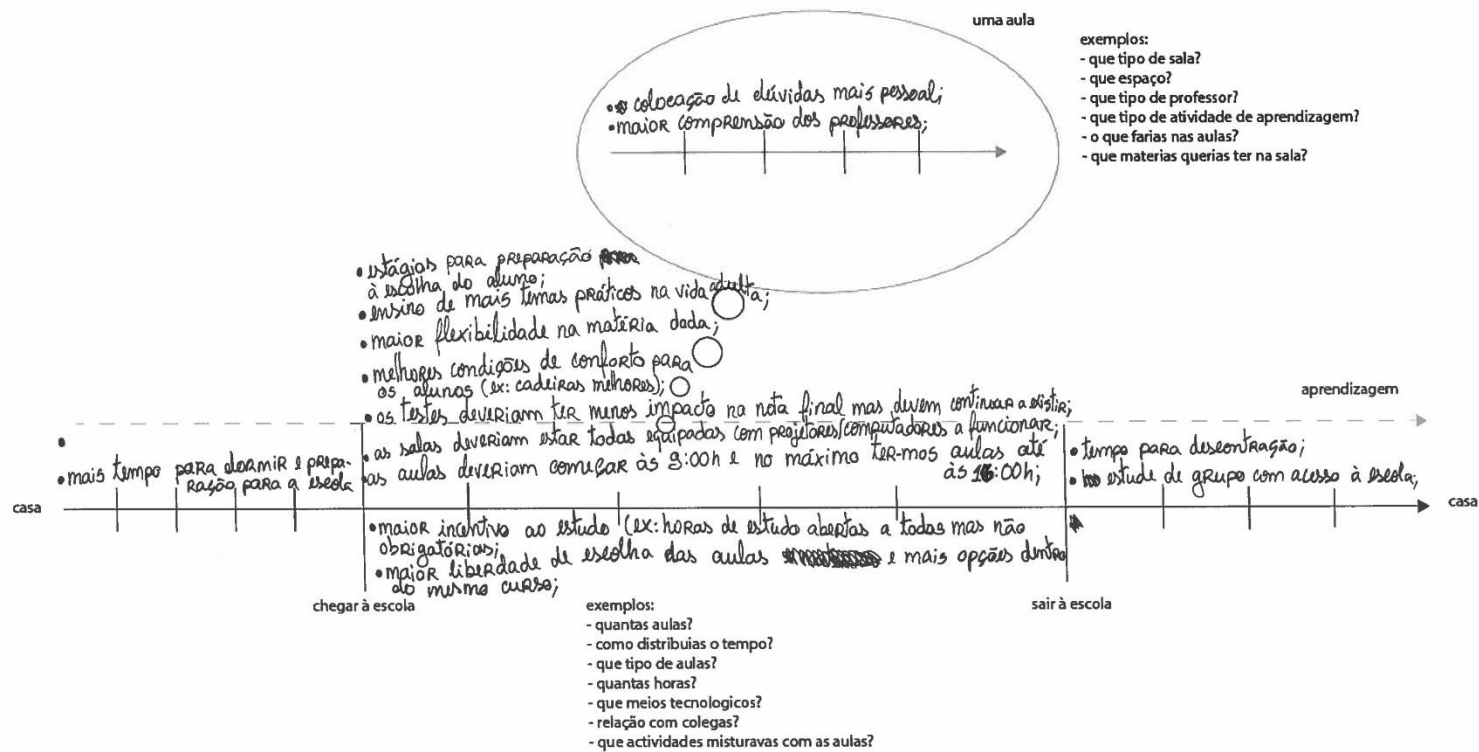 uma aula
exemplos:
- que tipo de sala?
- que espaço?
- que tipo de professor?
- que tipo de atividade de aprendizagem?
- o que farias nas aulas?
- que materias querias ter na sala?
• colocação de dúvidas mais pessoal;
• maior comprensão dos professores;
• estágios para preparação
à escolha do aluno;
• ensino de mais temas práticos na vida adulta;
• maior flexibilidade na matéria dada;
• melhores condições de conforto para
os alunos (ex: cadeiras melhores);
• os testes deveriam ter menos impacto na nota final mas devem continuar a existir;
aprendizagem
• as salas deveriam estar todas equipadas com projetores/computadores a funcionar;
• as aulas deveriam começar às 9:00h e no máximo ter-mos aulas até
às 16:00h;
•
• mais tempo para dormir e prepa-
ração para a escola
• tempo para descontração;
• estude de grupo com acesso à escola;
casa
casa
• maior incentivo ao estudo (ex: horas de estudo abertas a todas mas não
obrigatórias;
• maior liberdade de escolha das aulas e mais opções dentro
do mesmo curso;
chegar à escola
sair à escola
exemplos:
- quantas aulas?
- como distribuias o tempo?
- que tipo de aulas?
- quantas horas?
- que meios tecnologicos?
- relação com colegas?
- que actividades misturavas com as aulas?